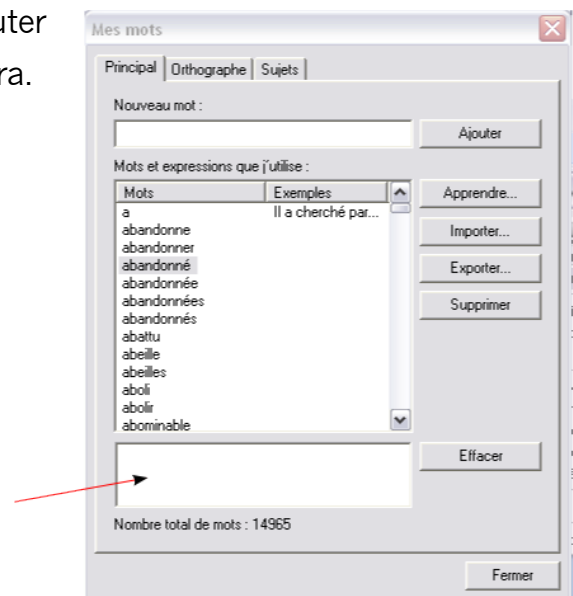 uter
ra.
Mes mots
Principal Orthographe Sujets
Nouveau mot :
Ajouter
Mots et expressions que j'utilise :
Mots Exemples
Apprendre...
a Il a cherché par...
abandonne
Importer...
abandonner
abandonné
Exporter...
abandonnée
abandonnées
Supprimer
abandonnés
abattu
abeille
abeilles
aboli
abolir
abominable
Effacer
Nombre total de mots : 14965
Fermer